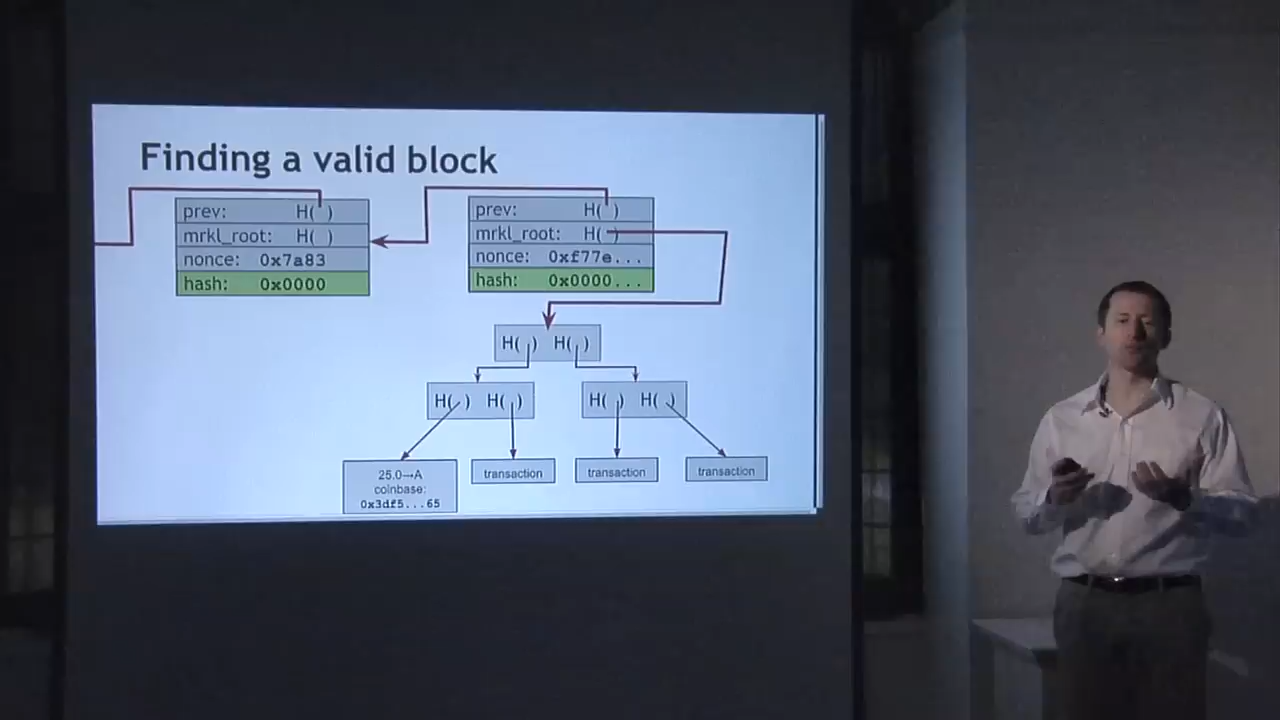 Finding a valid block
prev: H( )
mrkl_root: H( )
nonce: 0x7a83
hash: 0x0000
prev: H( )
mrkl_root: H( )
nonce: 0xf77e...
hash: 0x0000...
H( ) H( )
H( ) H( )
H( ) H( )
25.0→A
coinbase:
0x3df5...65
transaction
transaction
transaction